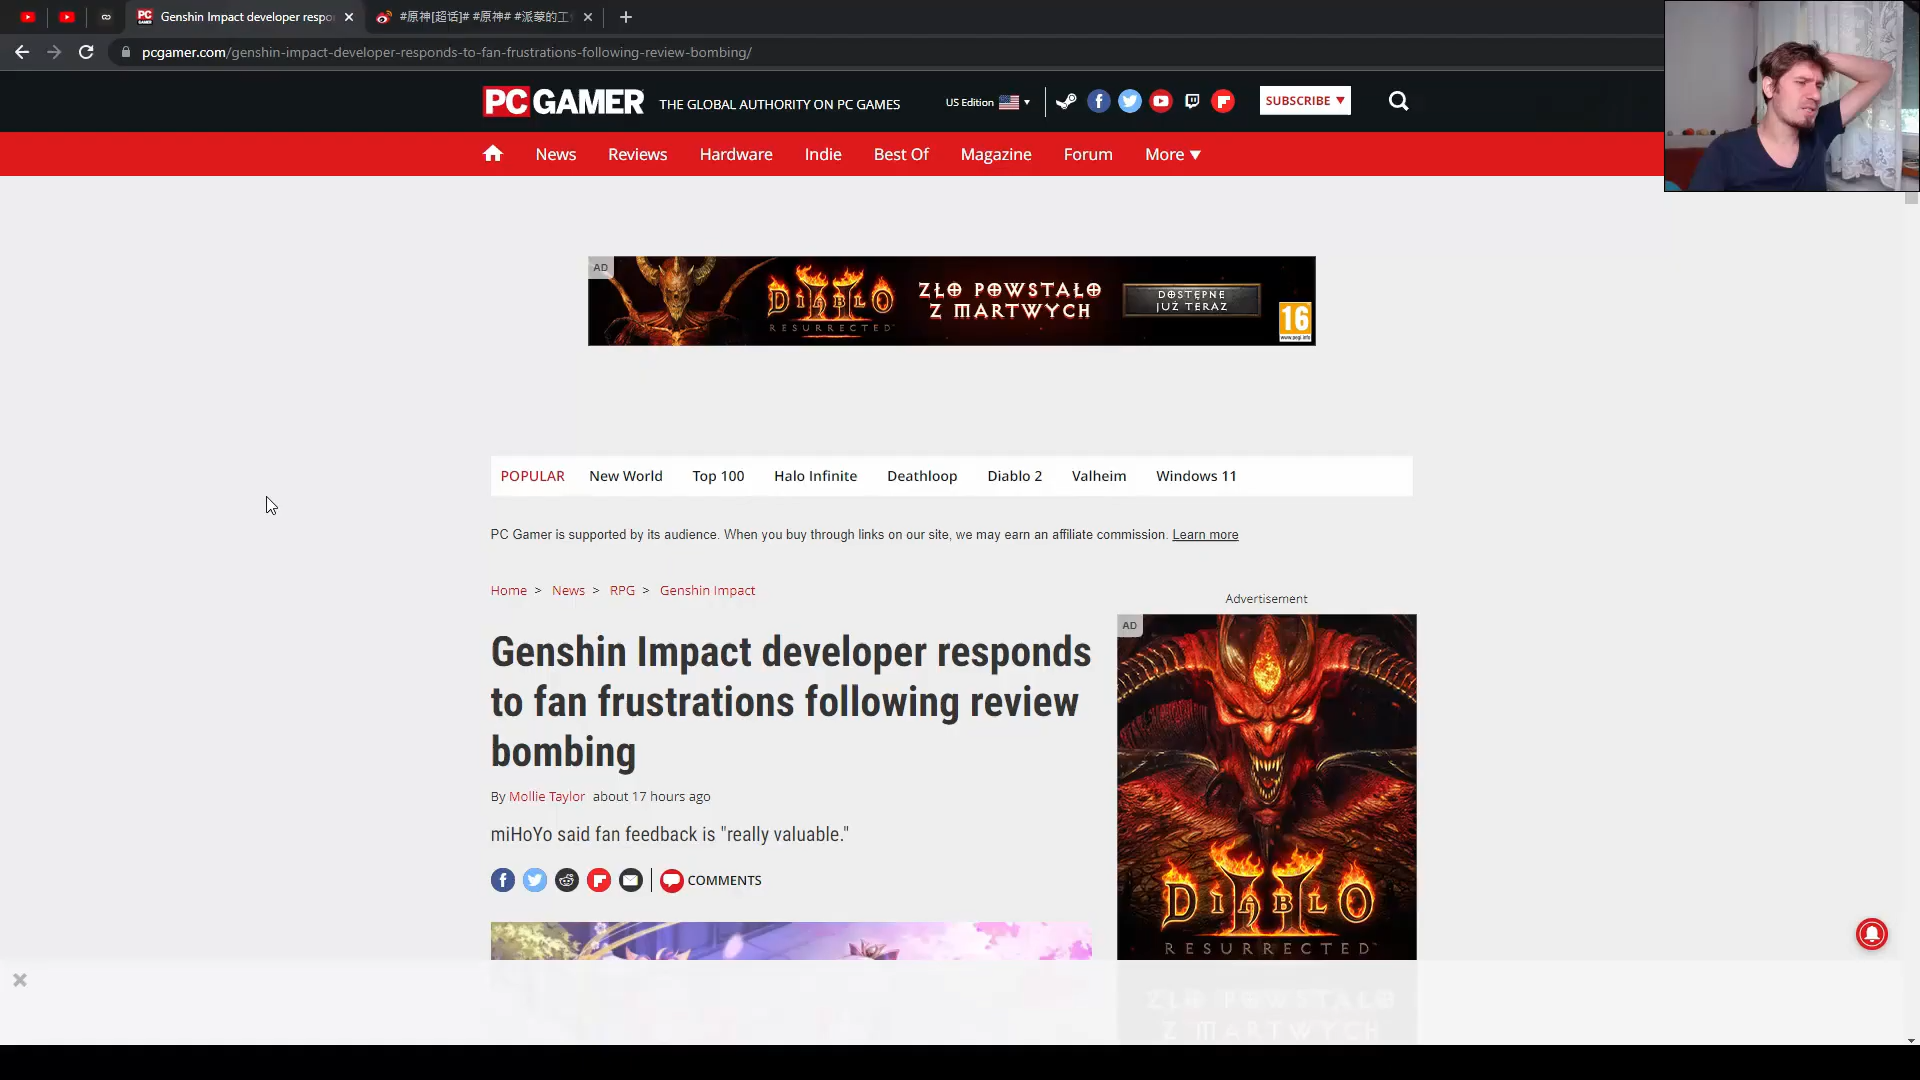 Genshin Impact developer respo
#原神[超话]# #原神# #派蒙的工
pcgamer.com/genshin-impact-developer-responds-to-fan-frustrations-following-review-bombing/
PC GAMER
THE GLOBAL AUTHORITY ON PC GAMES
US Edition
SUBSCRIBE
News
Reviews
Hardware
Indie
Best Of
Magazine
Forum
More
AD
DIABLO II
RESURRECTED
ZŁO POWSTAŁO
Z MARTWYCH
DOSTĘPNE
JUŻ TERAZ
16
www.pegi.info
POPULAR
New World
Top 100
Halo Infinite
Deathloop
Diablo 2
Valheim
Windows 11
PC Gamer is supported by its audience. When you buy through links on our site, we may earn an affiliate commission. Learn more
Home > News > RPG > Genshin Impact
Genshin Impact developer responds
to fan frustrations following review
bombing
By Mollie Taylor about 17 hours ago
miHoYo said fan feedback is "really valuable."
COMMENTS
Advertisement
AD
DIABLO II
RESURRECTED
ZŁO POWSTAŁO
Z MARTWYCH